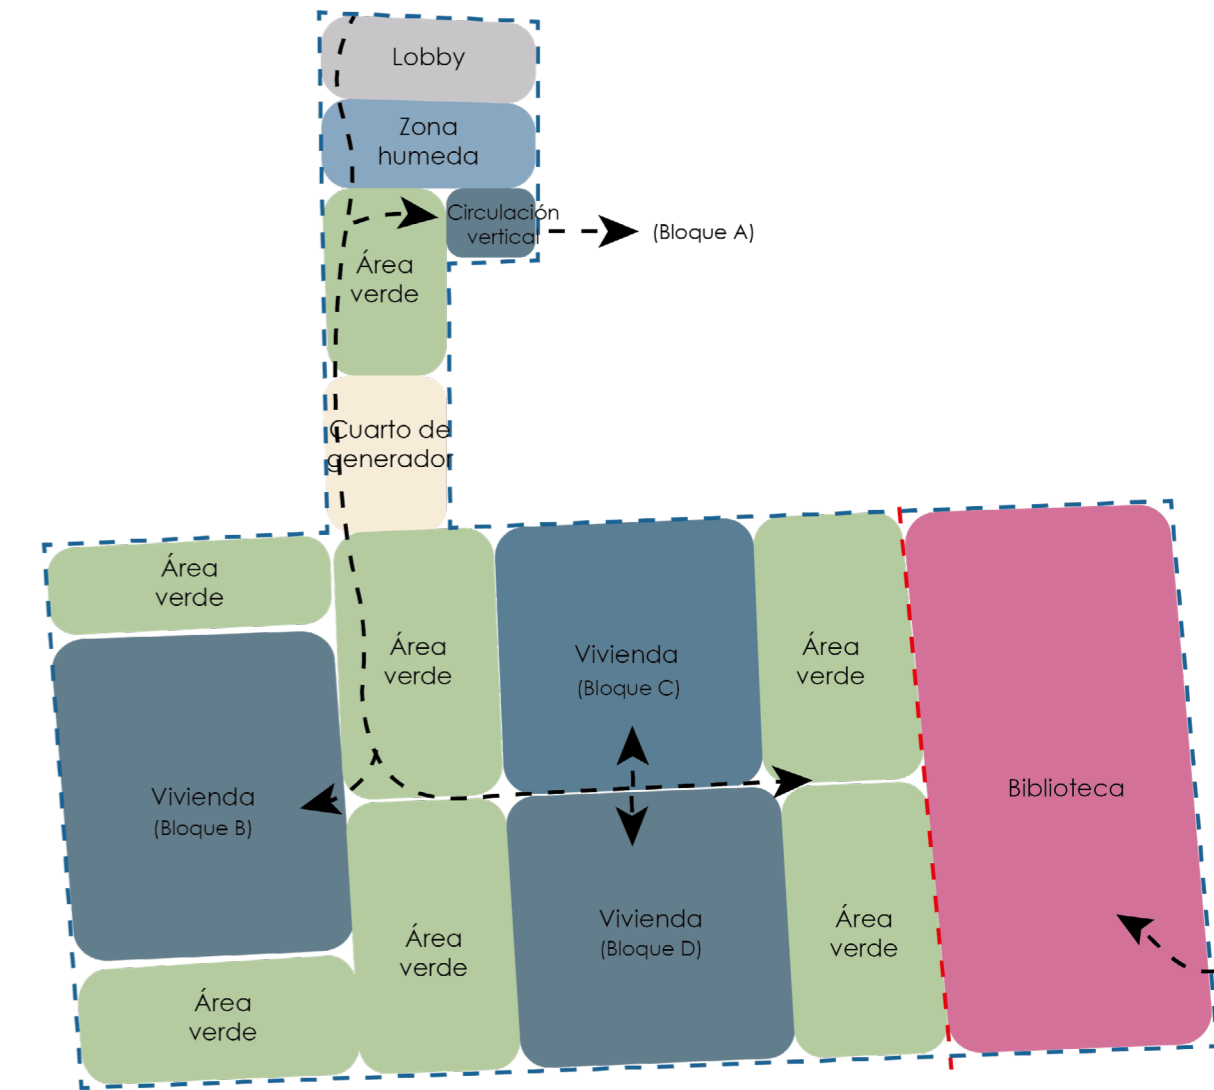 Lobby
Zona
humeda
Circulación
vertical
(Bloque A)
Área
verde
Cuarto de
generador
Área
verde
Área
verde
Vivienda
(Bloque C)
Área
verde
Biblioteca
Vivienda
(Bloque B)
Vivienda
(Bloque D)
Área
verde
Área
verde
Área
verde